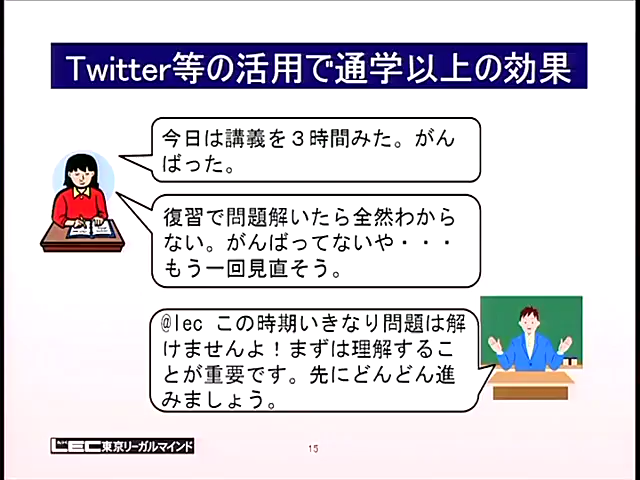 Twitter等の活用で通学以上の効果
今日は講義を３時間みた。がん
ばった。
復習で問題解いたら全然わから
ない。がんばってないや・・・
もう一回見直そう。
@lec この時期いきなり問題は解
けませんよ！まずは理解するこ
とが重要です。先にどんどん進
みましょう。
LEC東京リーガルマインド
15